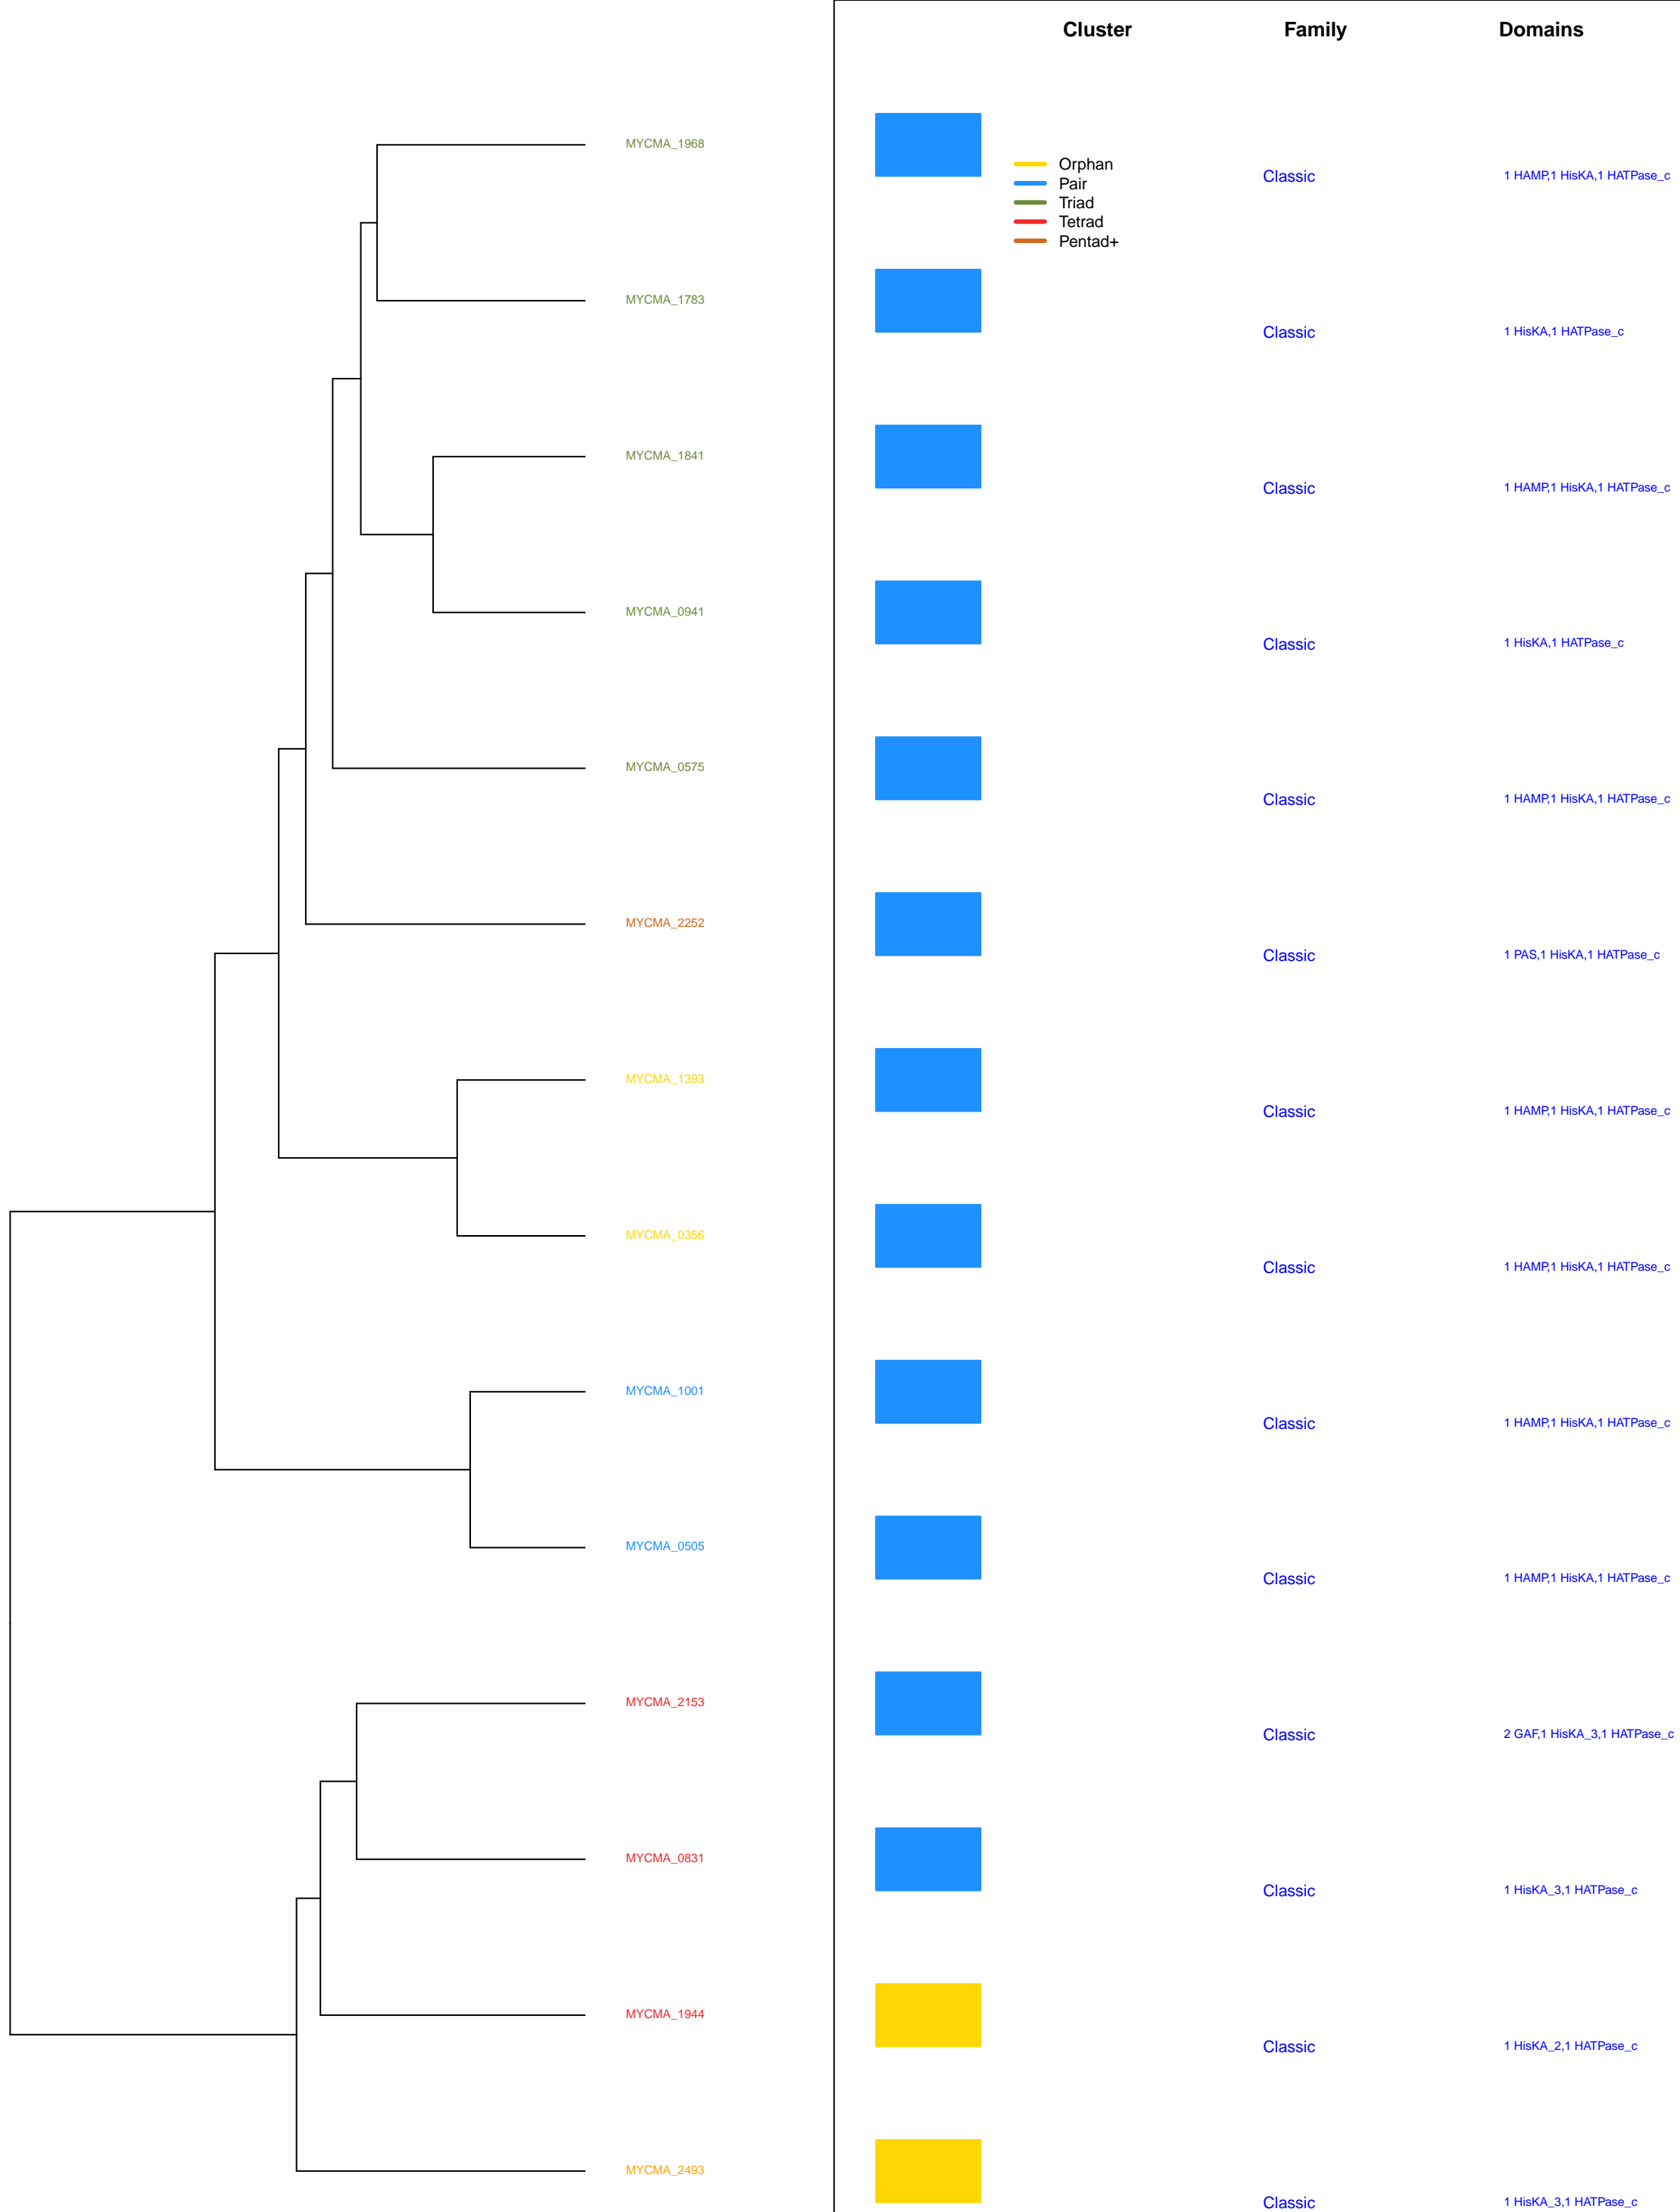 Cluster Family Domains
MYCMA_1968
Orphan
Classic 1 HAMP,1 HisKA,1 HATPase_c
Pair
Triad
Tetrad
Pentad+
MYCMA_1783
Classic 1 HisKA,1 HATPase_c
MYCMA_1841
Classic 1 HAMP,1 HisKA,1 HATPase_c
MYCMA_0941
Classic 1 HisKA,1 HATPase_c
MYCMA_0575
Classic 1 HAMP,1 HisKA,1 HATPase_c
MYCMA_2252
Classic 1 PAS,1 HisKA,1 HATPase_c
MYCMA_1393
Classic 1 HAMP,1 HisKA,1 HATPase_c
MYCMA_0356
Classic 1 HAMP,1 HisKA,1 HATPase_c
MYCMA_1001
Classic 1 HAMP,1 HisKA,1 HATPase_c
MYCMA_0505
Classic 1 HAMP,1 HisKA,1 HATPase_c
MYCMA_2153
Classic 2 GAF,1 HisKA_3,1 HATPase_c
MYCMA_0831
Classic 1 HisKA_3,1 HATPase_c
MYCMA_1944
Classic 1 HisKA_2,1 HATPase_c
MYCMA_2493
Classic 1 HisKA_3,1 HATPase_c